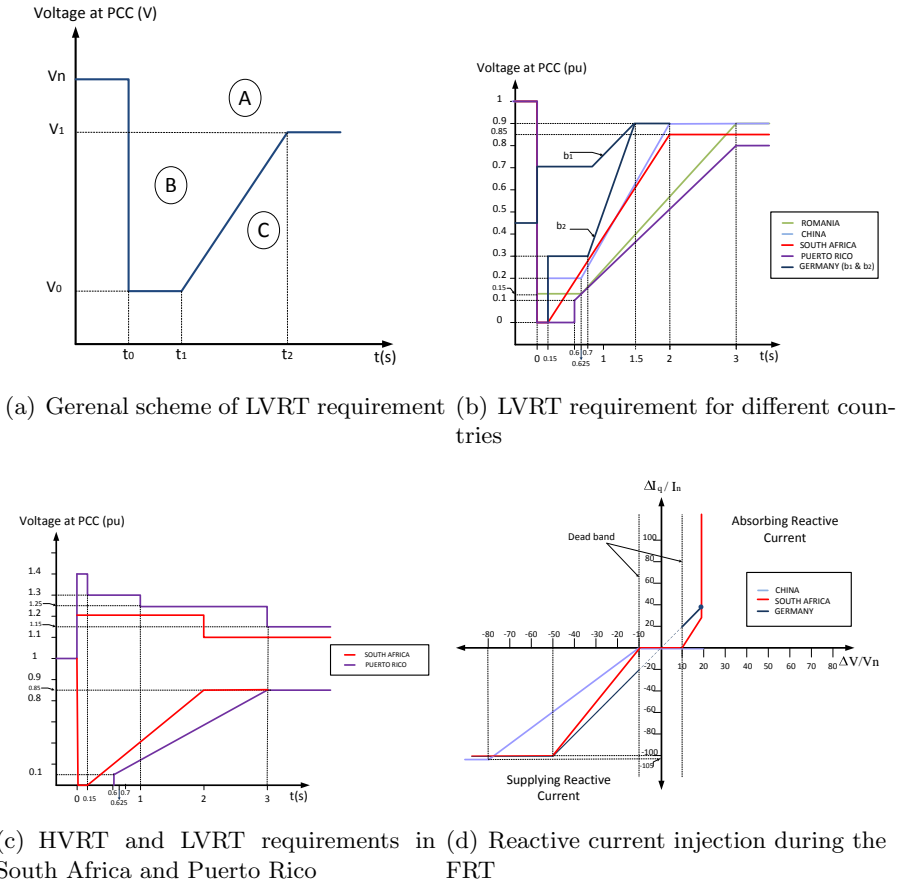 Voltage at PCC (V)
Vn
V1
V0
A
B
C
t0
t1
t2
t(s)
(a) Gerenal scheme of LVRT requirement
Voltage at PCC (pu)
1
0.9
0.85
0.8
0.7
0.6
0.5
0.4
0.3
0.2
0.15
0.1
0
b1
b2
ROMANIA
CHINA
SOUTH AFRICA
PUERTO RICO
GERMANY (b1 & b2)
0
0.15
0.6
0.7
0.625
1
1.5
2
3
t(s)
(b) LVRT requirement for different coun-
tries
Voltage at PCC (pu)
1.4
1.3
1.25
1.2
1.15
1.1
1
0.9
0.85
0.8
0.1
SOUTH AFRICA
PUERTO RICO
0
0.15
0.6
0.7
0.625
1
2
3
t(s)
(c) HVRT and LVRT requirements in
South Africa and Puerto Rico
ΔIq / In
Absorbing Reactive
Current
Dead band
100
80
60
40
20
CHINA
SOUTH AFRICA
GERMANY
-80
-70
-60
-50
-40
-30
-20
-10
10
20
30
40
50
60
70
80
ΔV/Vn
-20
-40
-60
-80
-100
-105
Supplying Reactive
Current
(d) Reactive current injection during the
FRT